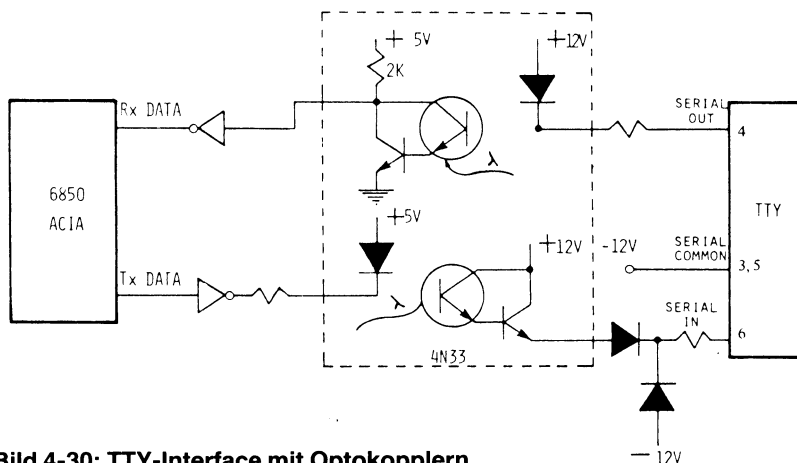 + 5V
2K
+12V
Rx DATA
6850
ACIA
Tx DATA
λ
+5V
λ
+12V
4N33
SERIAL
OUT
4
-12V
SERIAL
COMMON
3,5
TTY
SERIAL
IN
6
— 12V
Bild 4-30: TTY-Interface mit Optokopplern